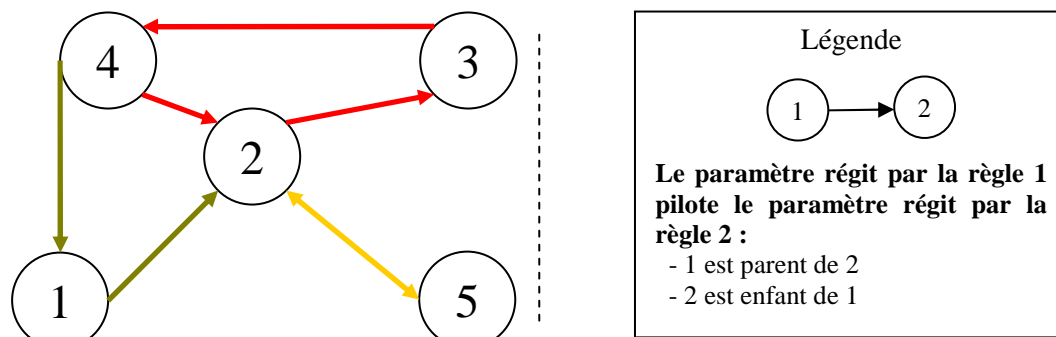 4
3
2
1
5
Légende
1
2
Le paramètre régit par la règle 1
pilote le paramètre régit par la
règle 2 :
- 1 est parent de 2
- 2 est enfant de 1